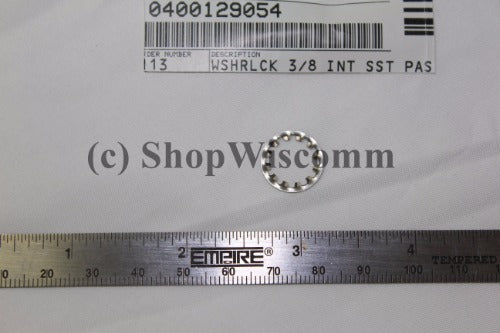 0400129054
DER NUMBER DESCRIPTION
113 WSHRLCK 3/8 INT SST PAS
(c) ShopWiscomm
1 2 3 4
EMPIRE® TEMPERED
10 20 30 40 50 60 70 80 90 100 110